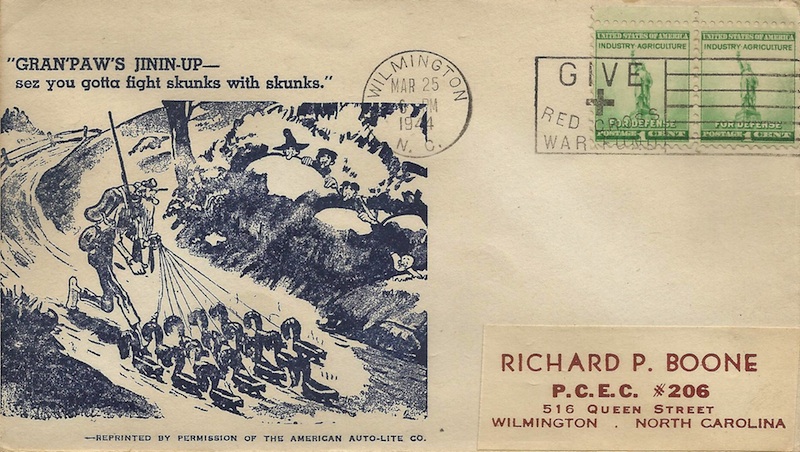 "GRAN'PAW'S JININ-UP—
sez you gotta fight skunks with skunks."
WILMINGTON
MAR 25
PM
1944
N. C.
GIVE
RED CROSS
WAR FUND
UNITED STATES OF AMERICA
INDUSTRY AGRICULTURE
FOR DEFENSE
POSTAGE 1 CENT
UNITED STATES OF AMERICA
INDUSTRY AGRICULTURE
FOR DEFENSE
POSTAGE 1 CENT
RICHARD P. BOONE
P.C.E.C. #206
516 QUEEN STREET
WILMINGTON . NORTH CAROLINA
—REPRINTED BY PERMISSION OF THE AMERICAN AUTO-LITE CO.